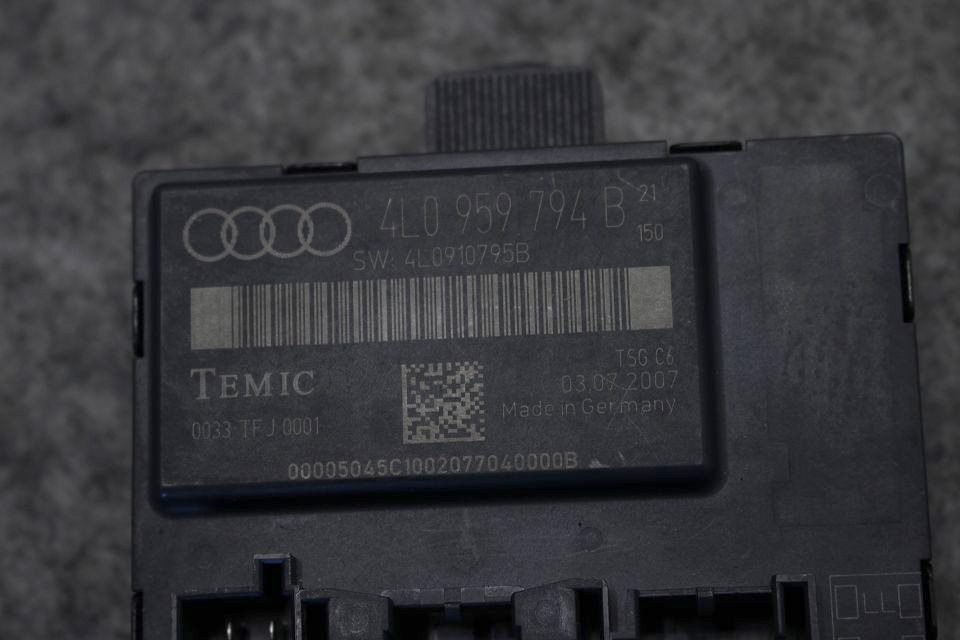 4L0 959 794 B 21
150
SW: 4L0910795B
TEMIC
TSG C6
03.07.2007
Made in Germany
0033 TFJ 0001
00005045C1002077040000B
LL